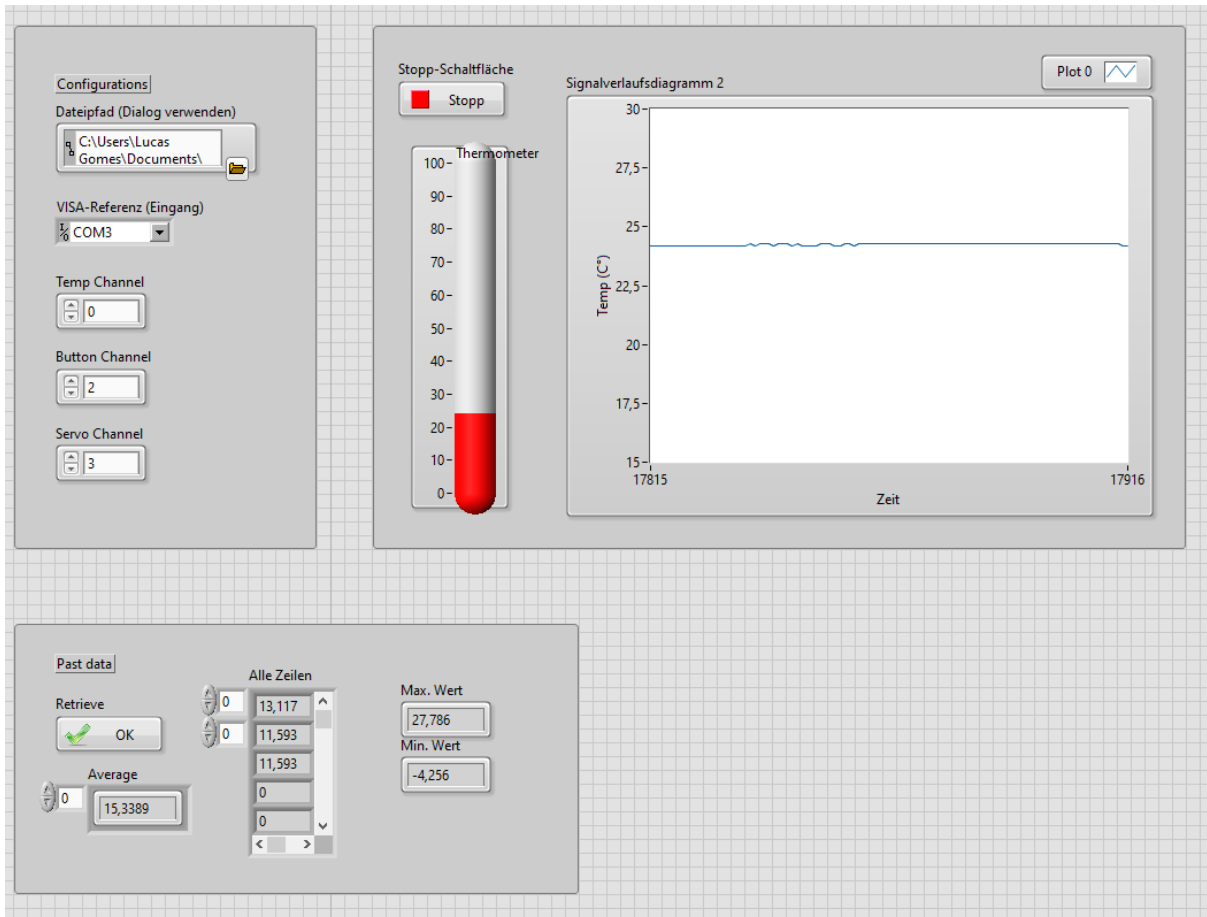 Configurations
Dateipfad (Dialog verwenden)
C:\Users\Lucas
Gomes\Documents\
VISA-Referenz (Eingang)
I/0 COM3
Temp Channel
0
Button Channel
2
Servo Channel
3
Stopp-Schaltfläche
Stopp
Thermometer
100
90
80
70
60
50
40
30
20
10
0
Signalverlaufsdiagramm 2
Plot 0
Temp (C°)
30
27,5
25
22,5
20
17,5
15
17815
17916
Zeit
Past data
Retrieve
OK
Average
0
15,3389
Alle Zeilen
0
0
13,117
11,593
11,593
0
0
Max. Wert
27,786
Min. Wert
-4,256